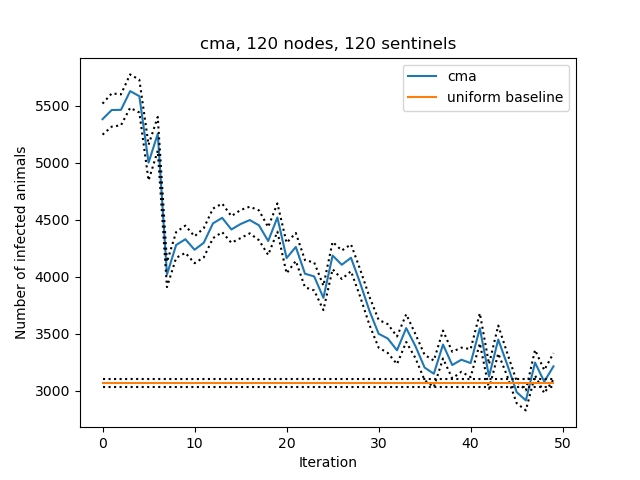 cma, 120 nodes, 120 sentinels
cma
uniform baseline
Number of infected animals
5500
5000
4500
4000
3500
3000
0 10 20 30 40 50
Iteration